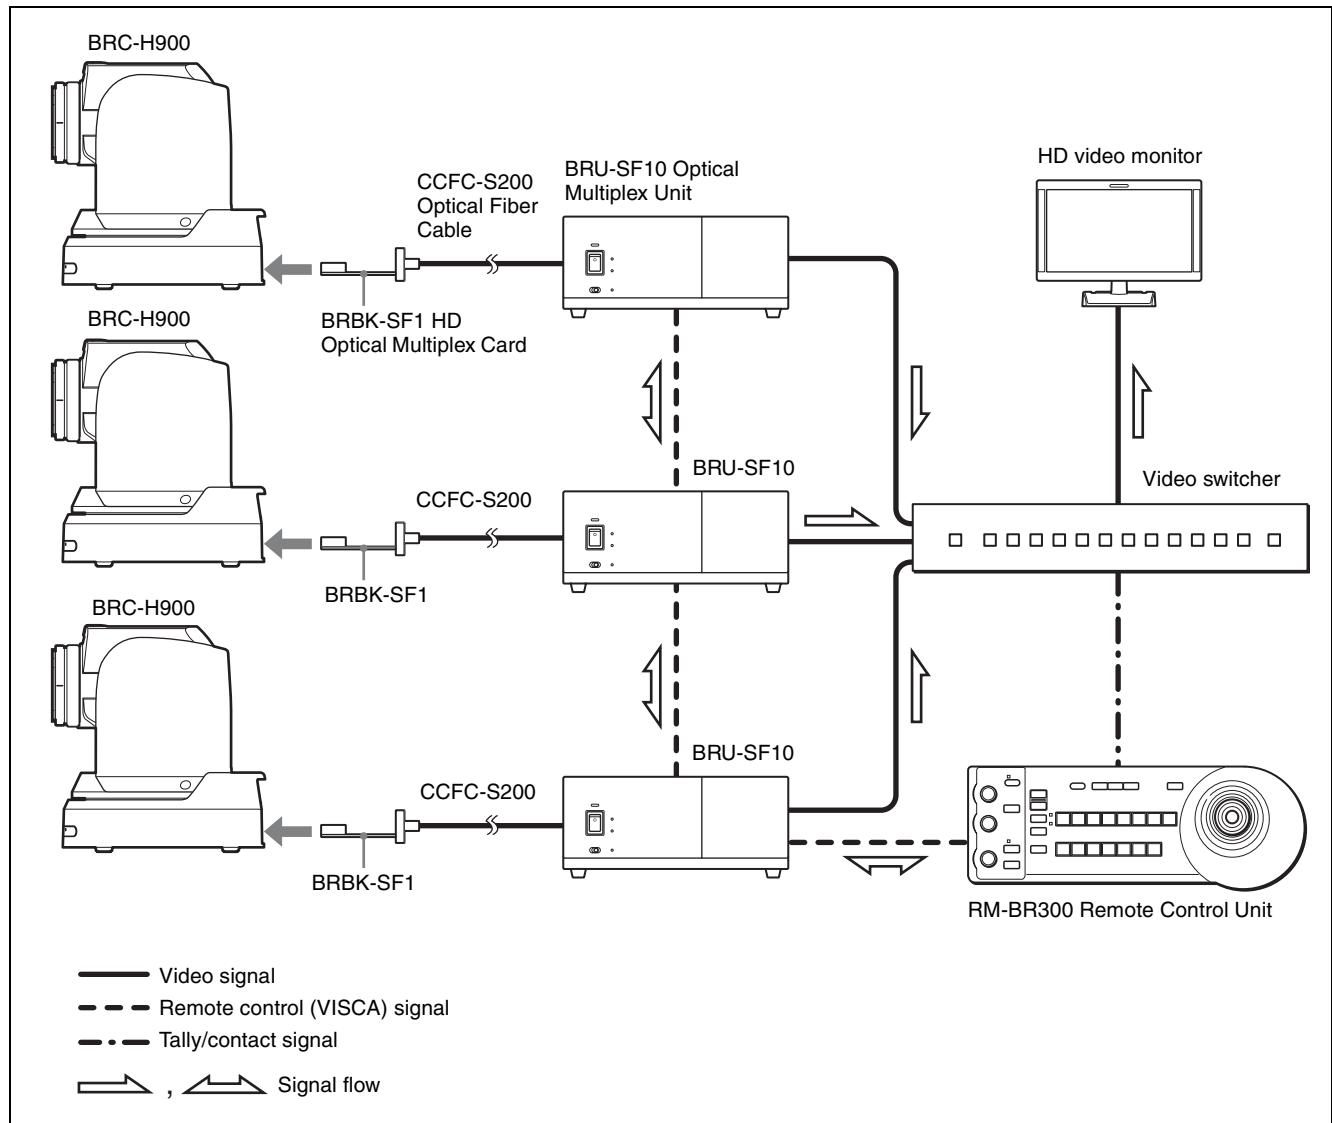 BRC-H900
CCFC-S200
Optical Fiber
Cable
BRU-SF10 Optical
Multiplex Unit
HD video monitor
BRBK-SF1 HD
Optical Multiplex Card
BRC-H900
CCFC-S200
BRU-SF10
Video switcher
BRBK-SF1
BRC-H900
CCFC-S200
BRU-SF10
BRBK-SF1
RM-BR300 Remote Control Unit
Video signal
Remote control (VISCA) signal
Tally/contact signal
, Signal flow